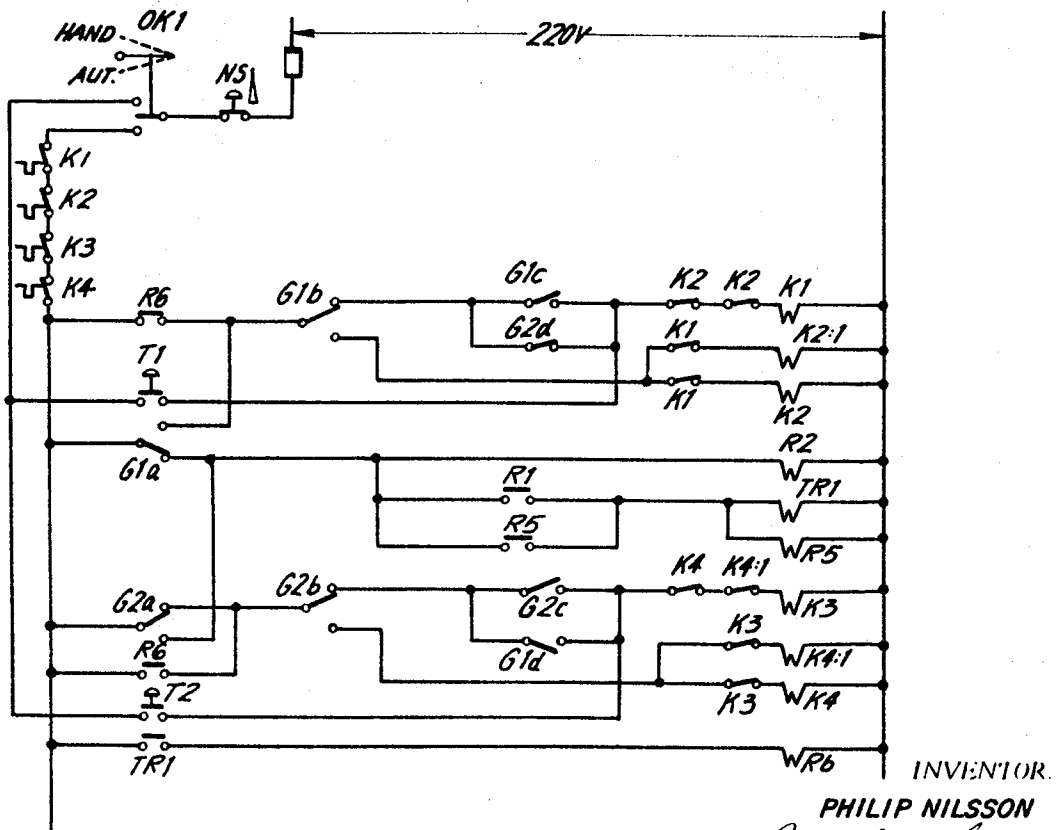 OK1
HAND
220V
AUT.
NS
K1
K2
K3
K4
R6
G1b
G1c
K2 K2 K1
G2d
K1
K2:1
T1
K1
K2
G1a
R2
R1
TR1
R5
R5
G2a
G2b
G2c
K4 K4:1
K3
R6
G1d
K3
K4:1
T2
K3
K4
TR1
R6
INVENTOR.
PHILIP NILSSON